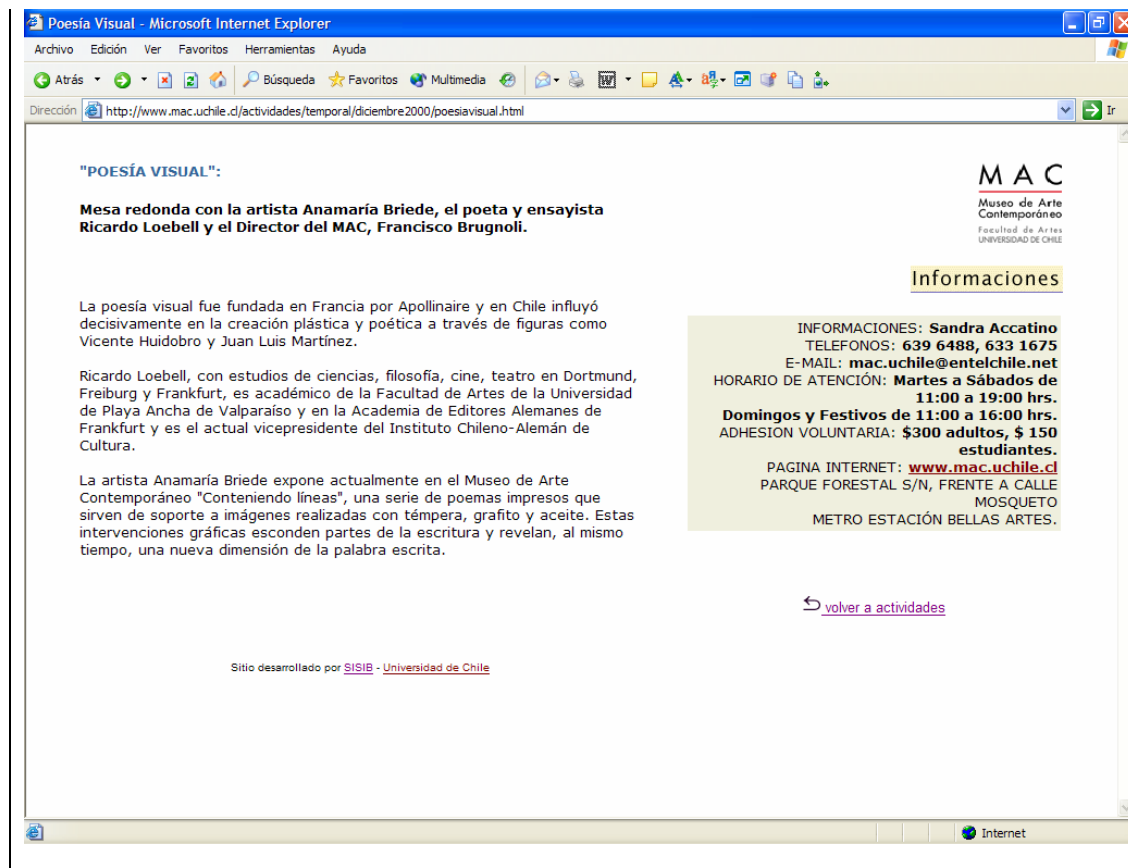 Poesía Visual - Microsoft Internet Explorer
Archivo Edición Ver Favoritos Herramientas Ayuda
Atrás Búsqueda Favoritos Multimedia
Dirección http://www.mac.uchile.cl/actividades/temporal/diciembre2000/poesiavisual.html Ir
"POESÍA VISUAL":
Mesa redonda con la artista Anamaría Briede, el poeta y ensayista
Ricardo Loebell y el Director del MAC, Francisco Brugnoli.
La poesía visual fue fundada en Francia por Apollinaire y en Chile influyó
decisivamente en la creación plástica y poética a través de figuras como
Vicente Huidobro y Juan Luis Martínez.
Ricardo Loebell, con estudios de ciencias, filosofía, cine, teatro en Dortmund,
Freiburg y Frankfurt, es académico de la Facultad de Artes de la Universidad
de Playa Ancha de Valparaíso y en la Academia de Editores Alemanes de
Frankfurt y es el actual vicepresidente del Instituto Chileno-Alemán de
Cultura.
La artista Anamaría Briede expone actualmente en el Museo de Arte
Contemporáneo "Conteniendo líneas", una serie de poemas impresos que
sirven de soporte a imágenes realizadas con témpera, grafito y aceite. Estas
intervenciones gráficas esconden partes de la escritura y revelan, al mismo
tiempo, una nueva dimensión de la palabra escrita.
Sitio desarrollado por SISIB - Universidad de Chile
MAC
Museo de Arte
Contemporáneo
Facultad de Artes
UNIVERSIDAD DE CHILE
Informaciones
INFORMACIONES: Sandra Accatino
TELEFONOS: 639 6488, 633 1675
E-MAIL: mac.uchile@entelchile.net
HORARIO DE ATENCIÓN: Martes a Sábados de
11:00 a 19:00 hrs.
Domingos y Festivos de 11:00 a 16:00 hrs.
ADHESION VOLUNTARIA: $300 adultos, $ 150
estudiantes.
PAGINA INTERNET: www.mac.uchile.cl
PARQUE FORESTAL S/N, FRENTE A CALLE
MOSQUETO
METRO ESTACIÓN BELLAS ARTES.
volver a actividades
Internet